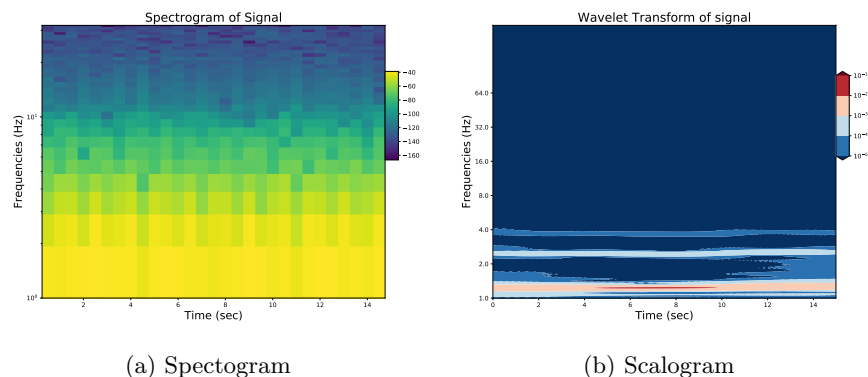 Spectrogram of Signal
Frequencies (Hz)
10¹
10⁰
2 4 6 8 10 12 14
Time (sec)
−40
−60
−80
−100
−120
−140
−160
(a) Spectogram
Wavelet Transform of signal
Frequencies (Hz)
64.0
32.0
16.0
8.0
4.0
2.0
1.0
0 2 4 6 8 10 12 14
Time (sec)
(b) Scalogram